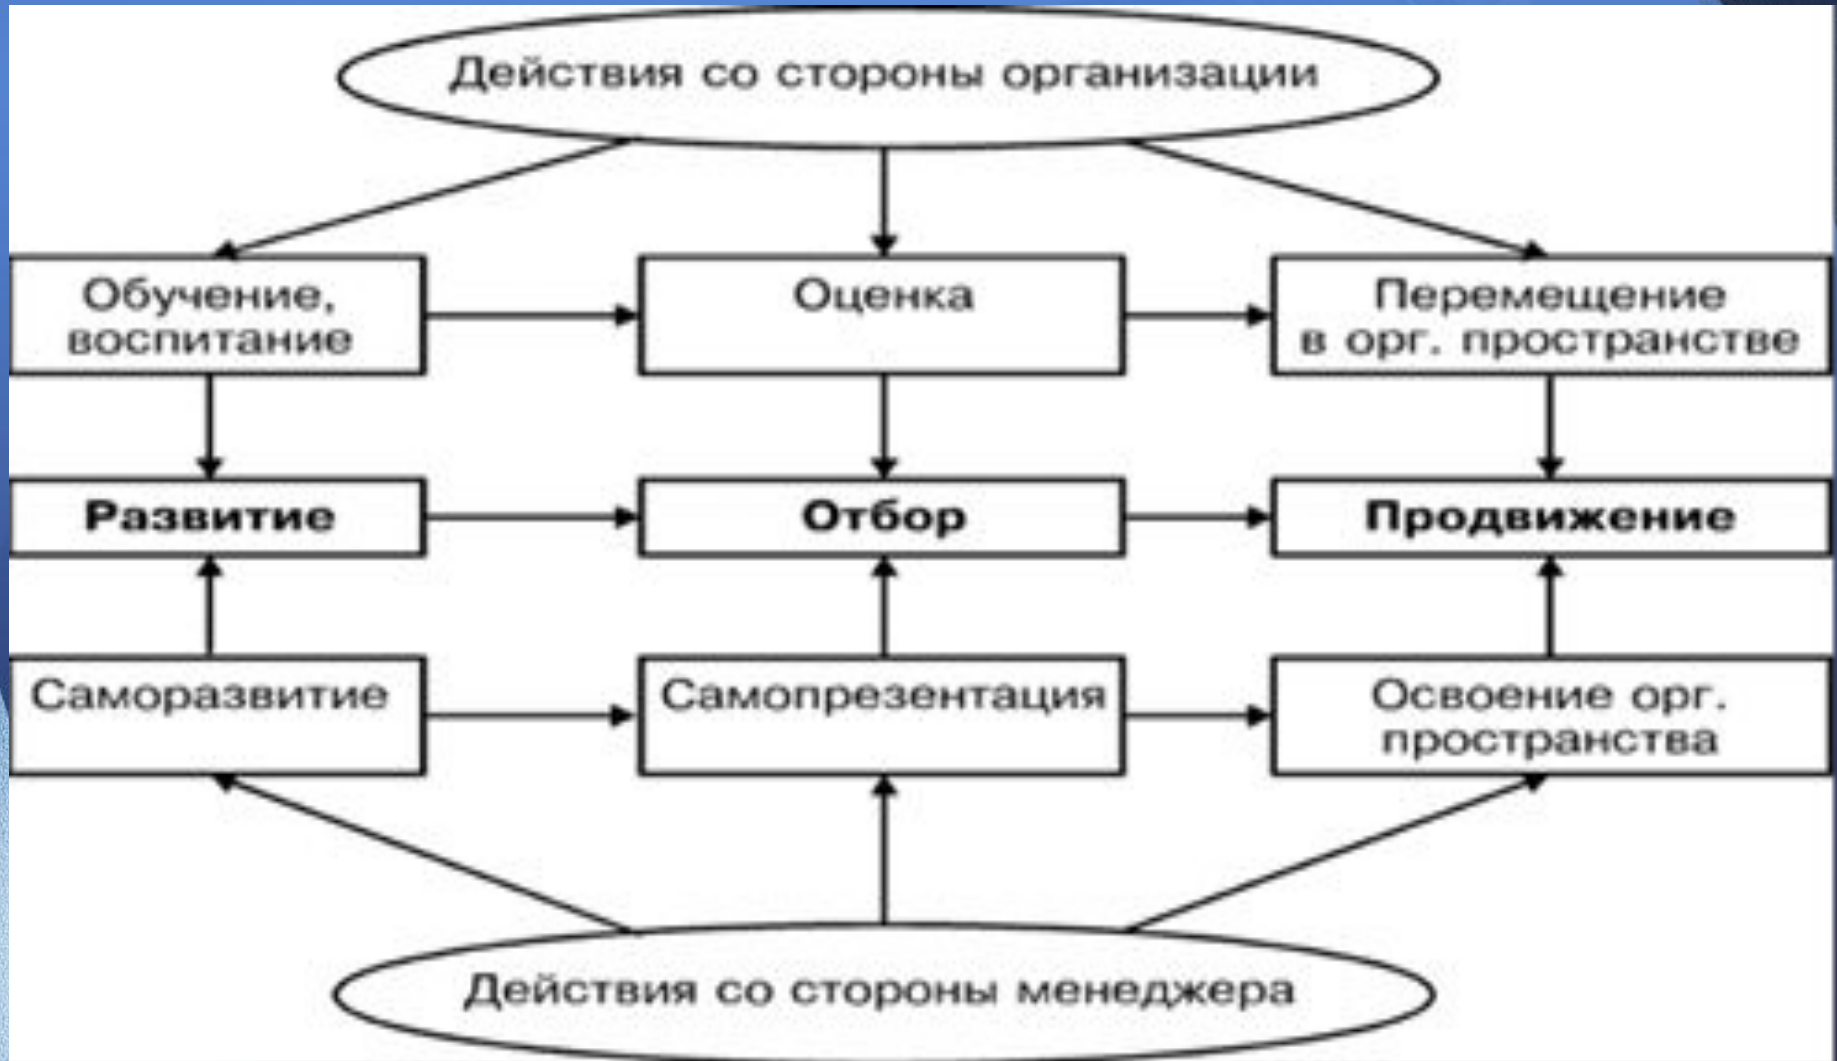 Действия со стороны организации
Обучение,
воспитание
Оценка
Перемещение
в орг. пространстве
Развитие
Отбор
Продвижение
Саморазвитие
Самопрезентация
Освоение орг.
пространства
Действия со стороны менеджера